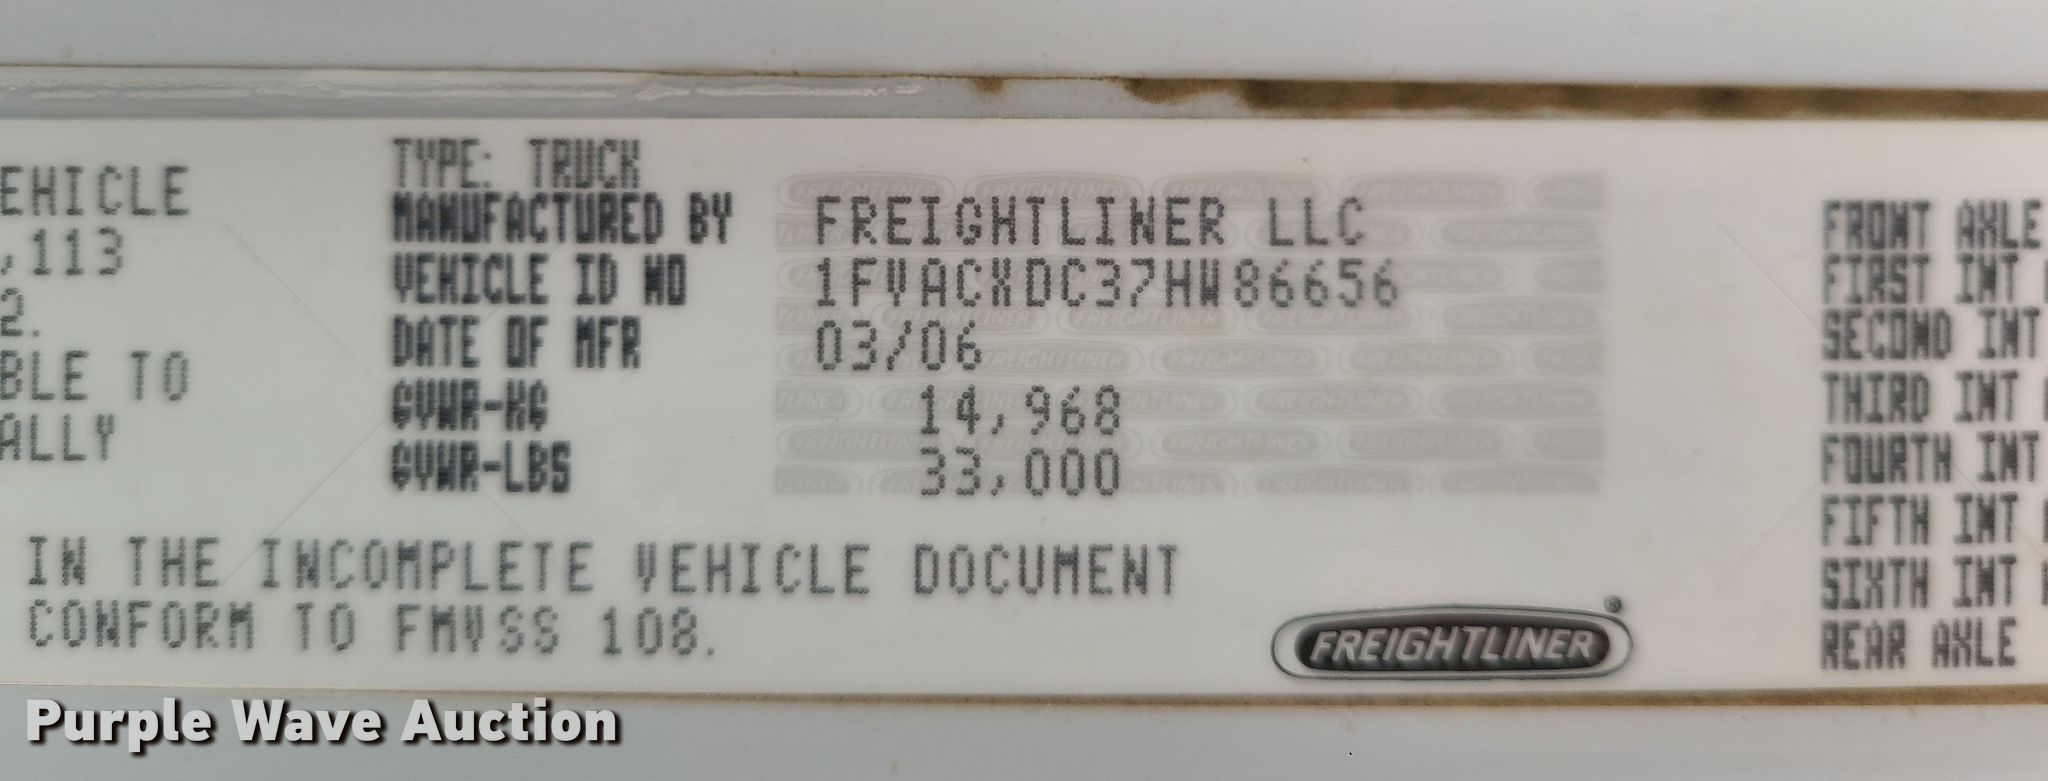 EHICLE
.113
2.
BLE TO
ALLY
TYPE: TRUCK
MANUFACTURED BY FREIGHTLINER LLC
VEHICLE ID NO 1FVACXDC37HW86656
DATE OF MFR 03/06
GVWR-KG 14,968
GVWR-LBS 33,000
IN THE INCOMPLETE VEHICLE DOCUMENT
CONFORM TO FMVSS 108.
FREIGHTLINER
FRONT AXLE
FIRST INT
SECOND INT
THIRD INT
FOURTH INT
FIFTH INT
SIXTH INT
REAR AXLE
Purple Wave Auction